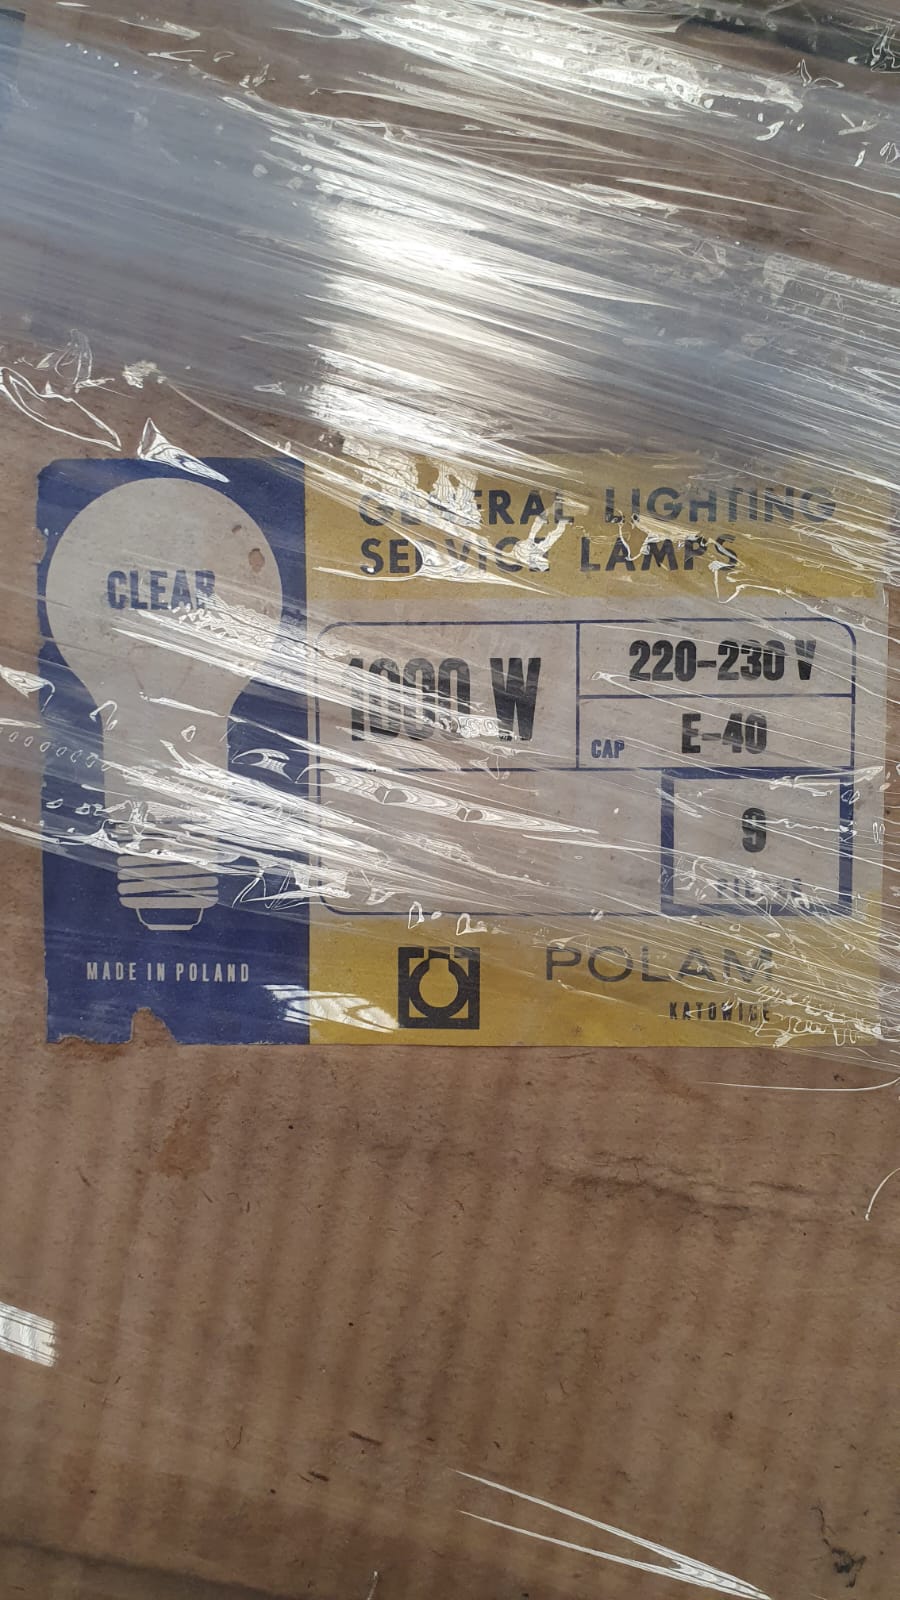 GENERAL LIGHTING
SERVICE LAMPS
CLEAR
1000 W
220-230 V
CAP E-40
9
MADE IN POLAND
POLAM
KATOWICE